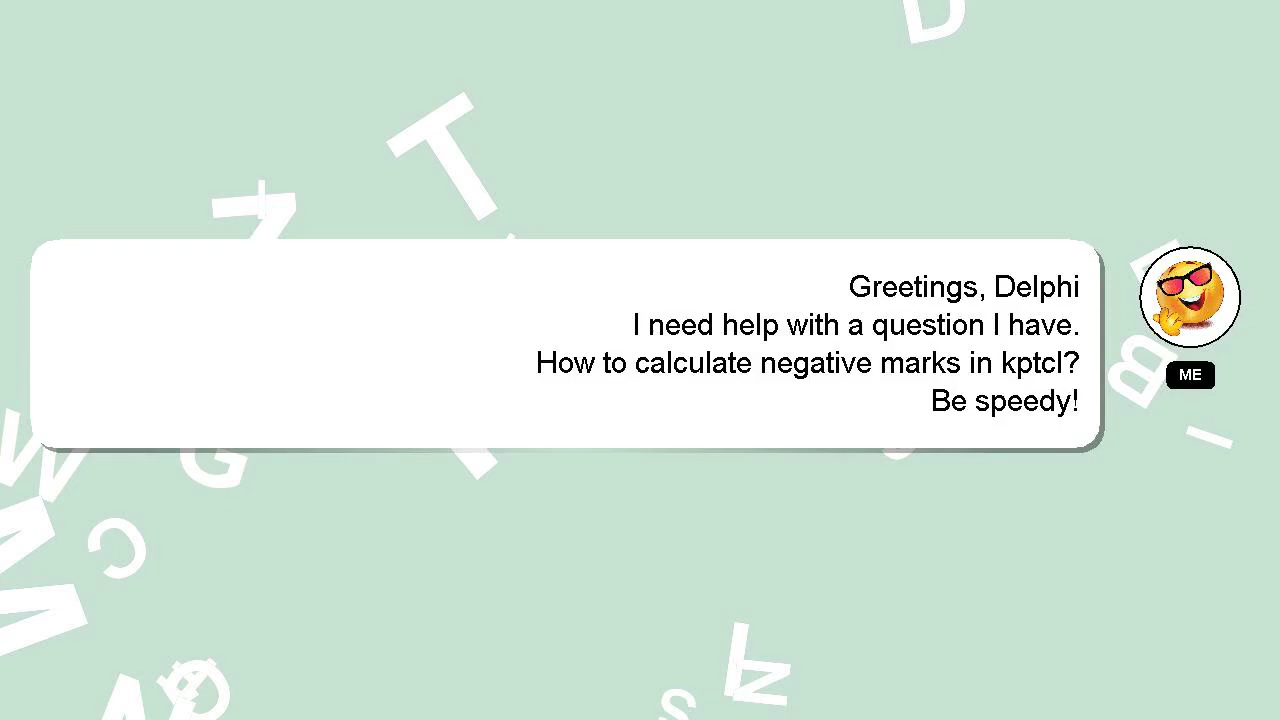 Greetings, Delphi
I need help with a question I have.
How to calculate negative marks in kptcl?
Be speedy!
ME